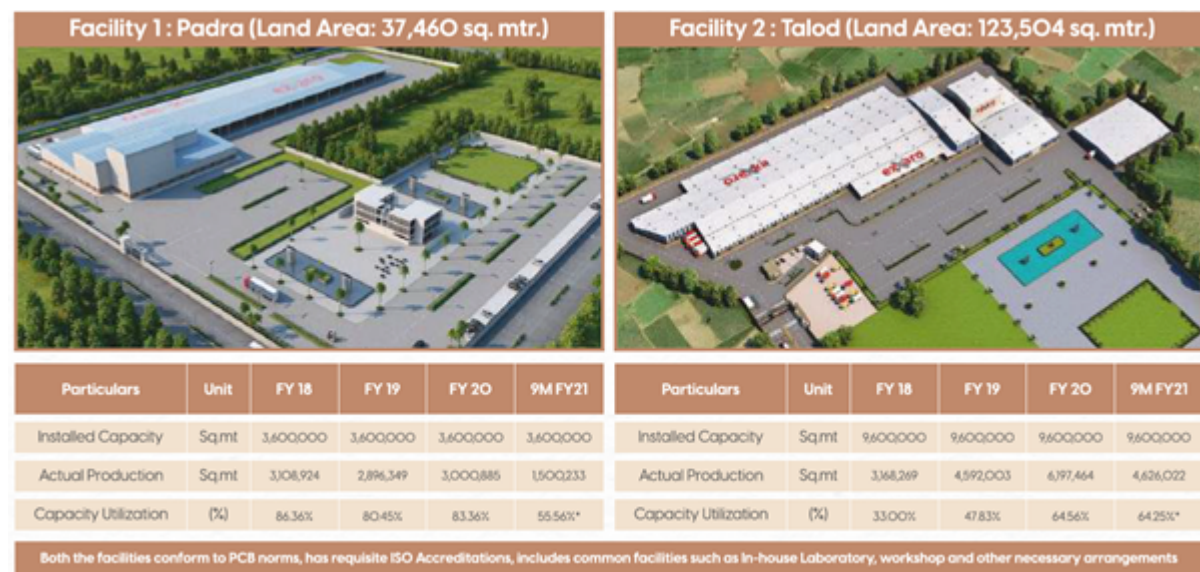 Facility 1 : Padra (Land Area: 37,460 sq. mtr.)
Facility 2 : Talod (Land Area: 123,504 sq. mtr.)
Particulars Unit FY 18 FY 19 FY 20 9M FY21
Installed Capacity Sq.mt 3,600,000 3,600,000 3,600,000 3,600,000
Actual Production Sq.mt 3,108,924 2,896,349 3,000,885 1,500,233
Capacity Utilization (%) 86.36% 80.45% 83.36% 55.56%*
Particulars Unit FY 18 FY 19 FY 20 9M FY21
Installed Capacity Sq.mt 9,600,000 9,600,000 9,600,000 9,600,000
Actual Production Sq.mt 3,168,269 4,592,003 6,197,464 4,626,022
Capacity Utilization (%) 33.00% 47.83% 64.56% 64.25%*
Both the facilities conform to PCB norms, has requisite ISO Accreditations, includes common facilities such as In-house Laboratory, workshop and other necessary arrangements